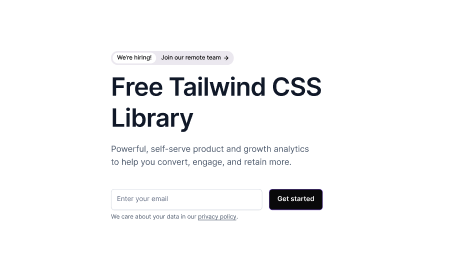 We're hiring! Join our remote team →
Free Tailwind CSS
Library
Powerful, self-serve product and growth analytics
to help you convert, engage, and retain more.
Enter your email Get started
We care about your data in our privacy policy.